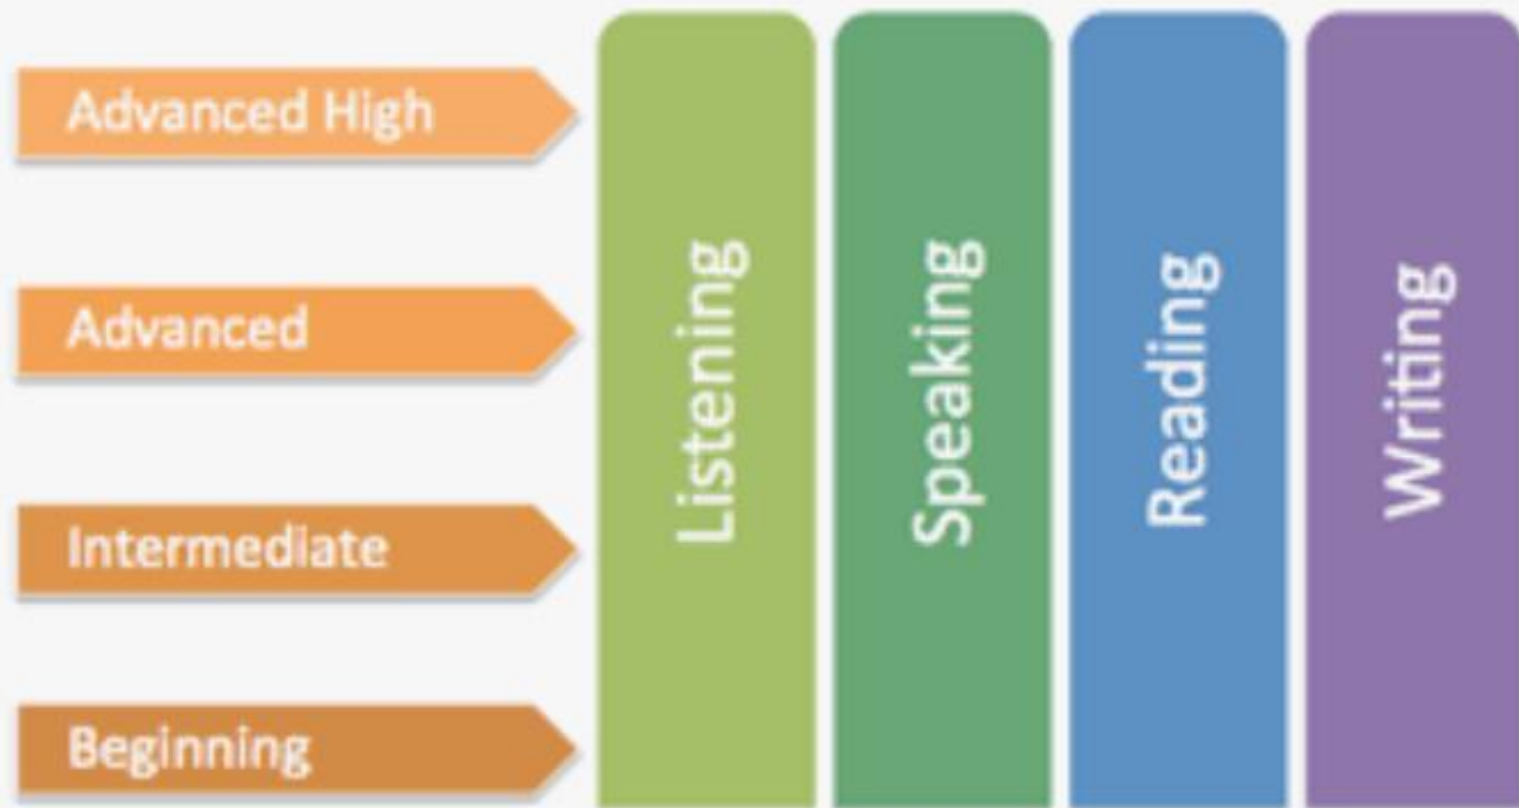 Advanced High
Advanced
Intermediate
Beginning
Listening
Speaking
Reading
Writing